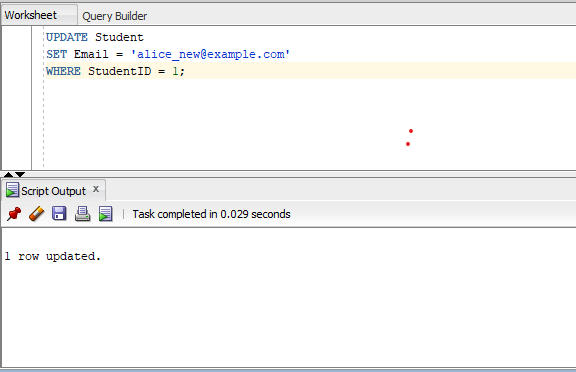 Worksheet Query Builder
UPDATE Student
SET Email = 'alice_new@example.com'
WHERE StudentID = 1;
Script Output x
Task completed in 0.029 seconds
1 row updated.